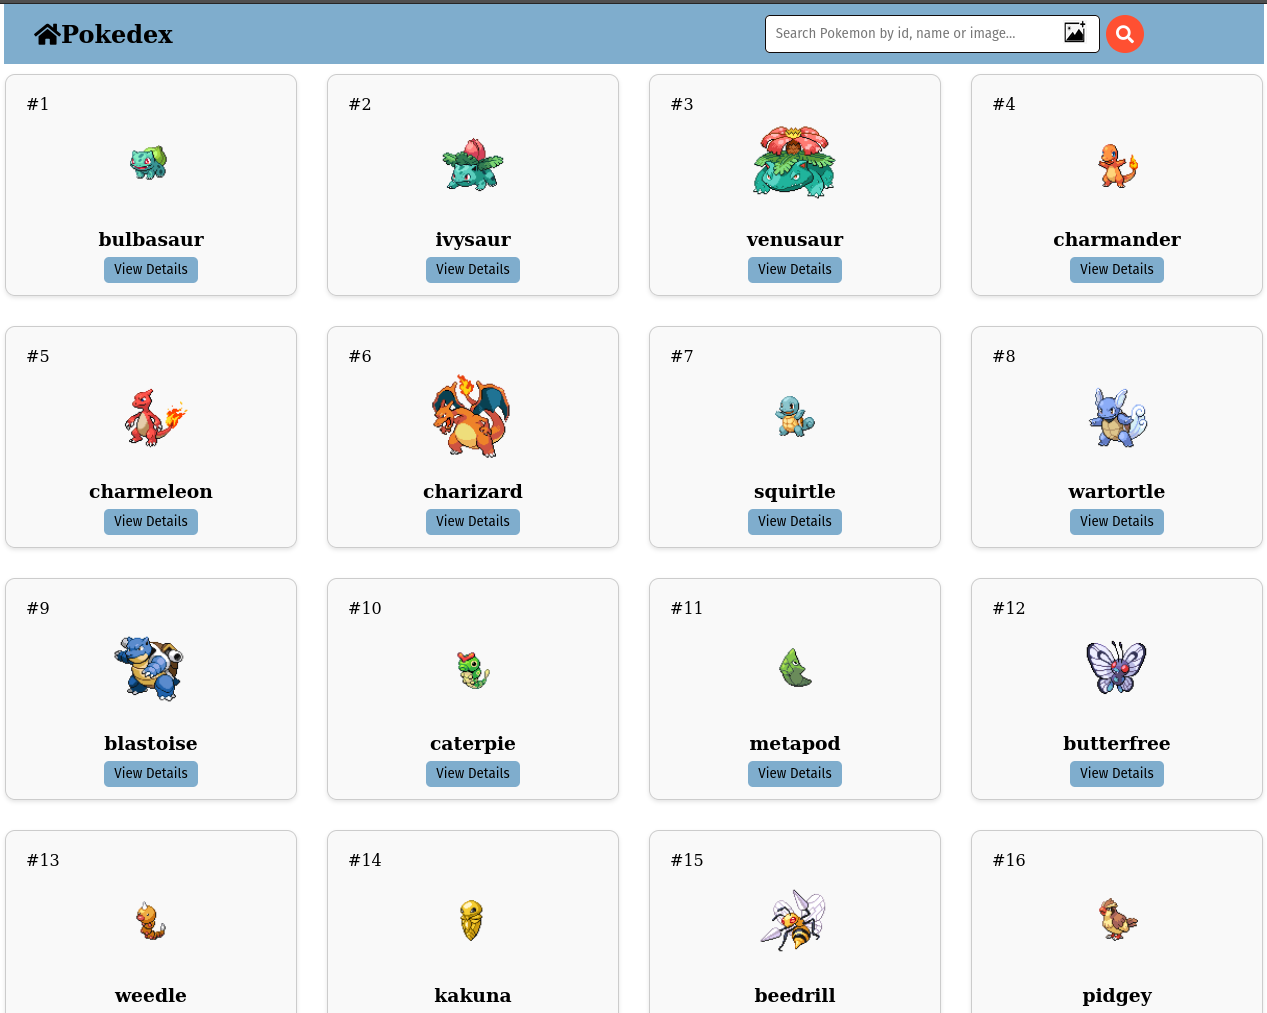 Pokedex
Search Pokemon by id, name or image...
#1
bulbasaur
View Details
#2
ivysaur
View Details
#3
venusaur
View Details
#4
charmander
View Details
#5
charmeleon
View Details
#6
charizard
View Details
#7
squirtle
View Details
#8
wartortle
View Details
#9
blastoise
View Details
#10
caterpie
View Details
#11
metapod
View Details
#12
butterfree
View Details
#13
weedle
#14
kakuna
#15
beedrill
#16
pidgey